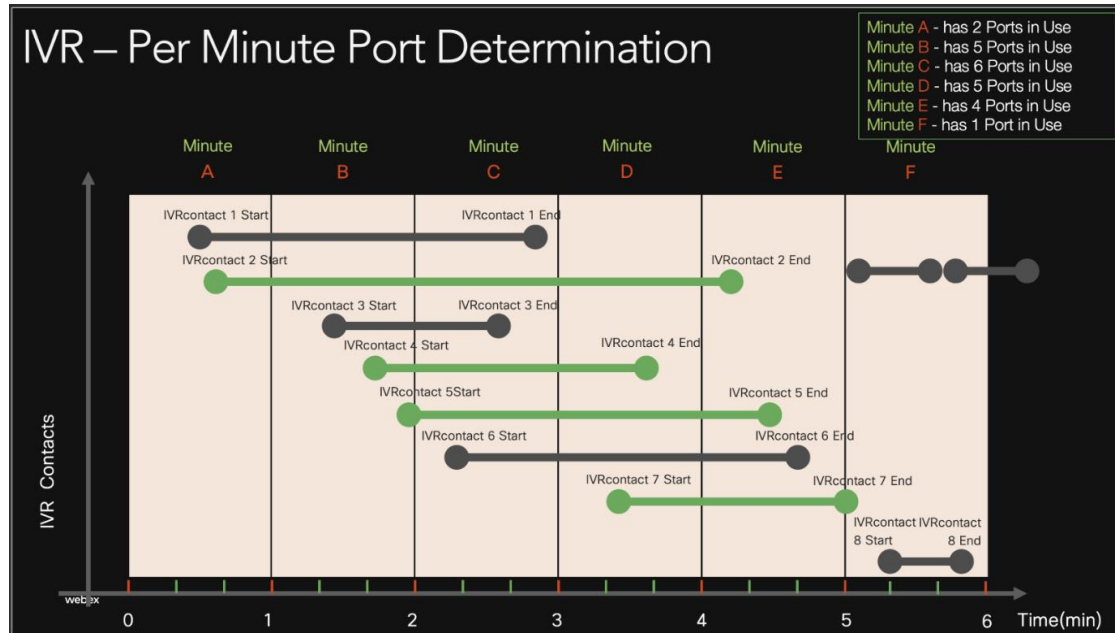 IVR – Per Minute Port Determination
Minute A - has 2 Ports in Use
Minute B - has 5 Ports in Use
Minute C - has 6 Ports in Use
Minute D - has 5 Ports in Use
Minute E - has 4 Ports in Use
Minute F - has 1 Port in Use
Minute Minute Minute Minute Minute Minute
A B C D E F
IVRcontact 1 Start IVRcontact 1 End
IVRcontact 2 Start IVRcontact 2 End
IVRcontact 3 Start IVRcontact 3 End
IVRcontact 4 Start IVRcontact 4 End
IVRcontact 5Start IVRcontact 5 End
IVRcontact 6 Start IVRcontact 6 End
IVRcontact 7 Start IVRcontact 7 End
IVRcontact IVRcontact
8 Start 8 End
IVR Contacts
webex
0 1 2 3 4 5 6 Time(min)